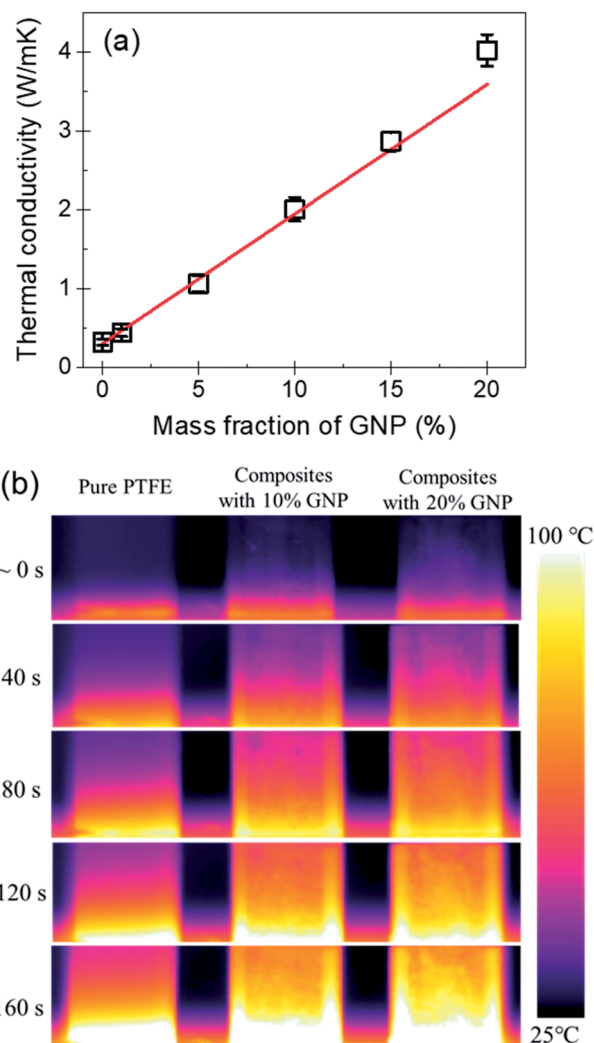 (a)
Thermal conductivity (W/mK)
4
3
2
1
0
0 5 10 15 20
Mass fraction of GNP (%)
(b)
Pure PTFE
Composites
with 10% GNP
Composites
with 20% GNP
100 ℃
~ 0 s
40 s
80 s
120 s
160 s
25℃